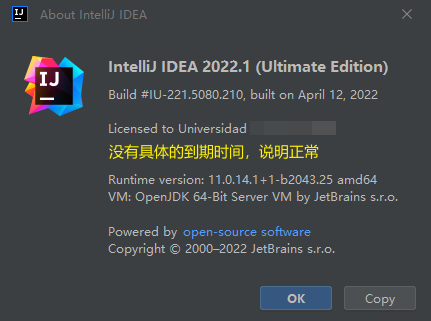 About IntelliJ IDEA
IJ
IntelliJ IDEA 2022.1 (Ultimate Edition)
Build #IU-221.5080.210, built on April 12, 2022
Licensed to Universidad
没有具体的到期时间，说明正常
Runtime version: 11.0.14.1+1-b2043.25 amd64
VM: OpenJDK 64-Bit Server VM by JetBrains s.r.o.
Powered by open-source software
Copyright © 2000–2022 JetBrains s.r.o.
OK
Copy